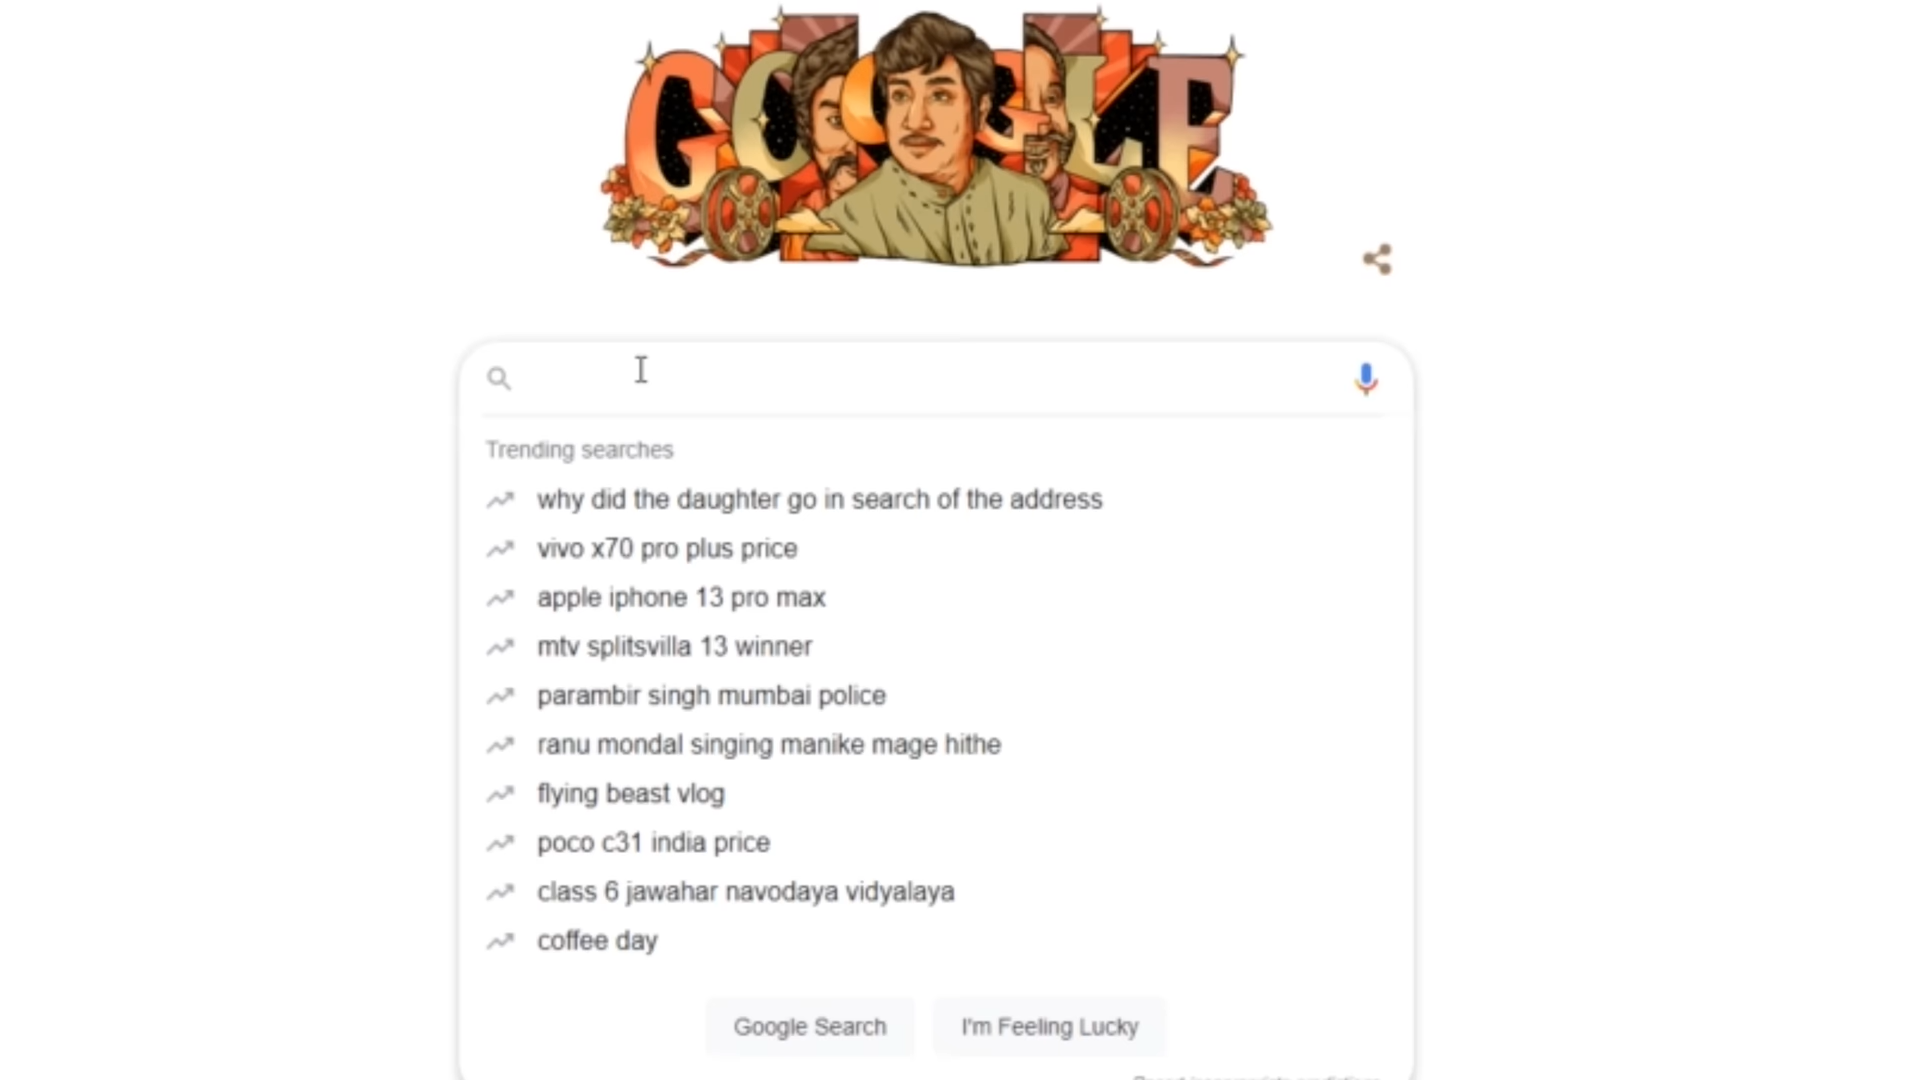 GOOGLE
Trending searches
why did the daughter go in search of the address
vivo x70 pro plus price
apple iphone 13 pro max
mtv splitsvilla 13 winner
parambir singh mumbai police
ranu mondal singing manike mage hithe
flying beast vlog
poco c31 india price
class 6 jawahar navodaya vidyalaya
coffee day
Google Search
I'm Feeling Lucky